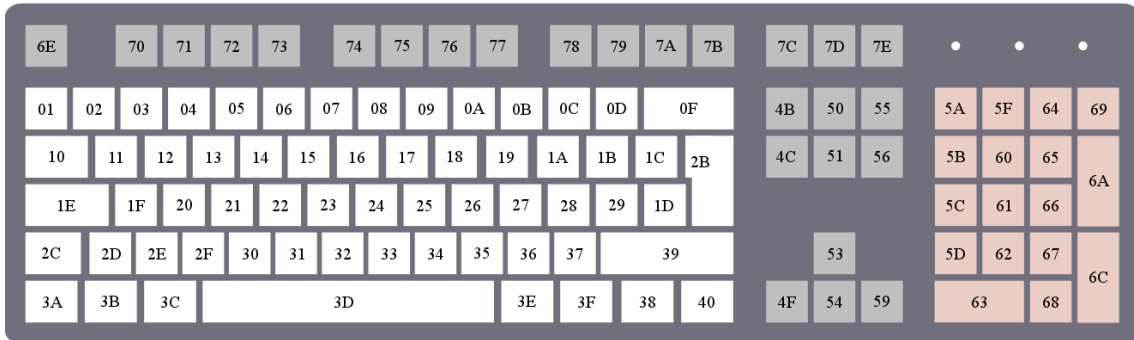 6E 70 71 72 73 74 75 76 77 78 79 7A 7B 7C 7D 7E
01 02 03 04 05 06 07 08 09 0A 0B 0C 0D 0F 4B 50 55 5A 5F 64 69
10 11 12 13 14 15 16 17 18 19 1A 1B 1C 2B 4C 51 56 5B 60 65 6A
1E 1F 20 21 22 23 24 25 26 27 28 29 1D 5C 61 66
2C 2D 2E 2F 30 31 32 33 34 35 36 37 39 53 5D 62 67 6C
3A 3B 3C 3D 3E 3F 38 40 4F 54 59 63 68